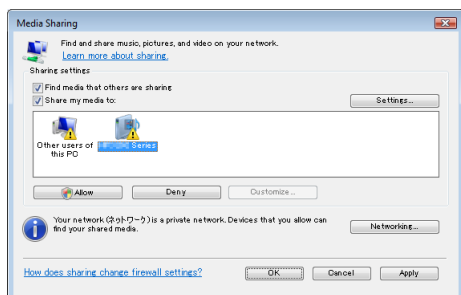 Media Sharing
Find and share music, pictures, and video on your network.
Learn more about sharing.
Sharing settings
Find media that others are sharing
Share my media to:
Settings...
Other users of
this PC
Series
Allow
Deny
Customize...
Your network (ネットワーク) is a private network. Devices that you allow can
find your shared media.
Networking...
How does sharing change firewall settings?
OK
Cancel
Apply